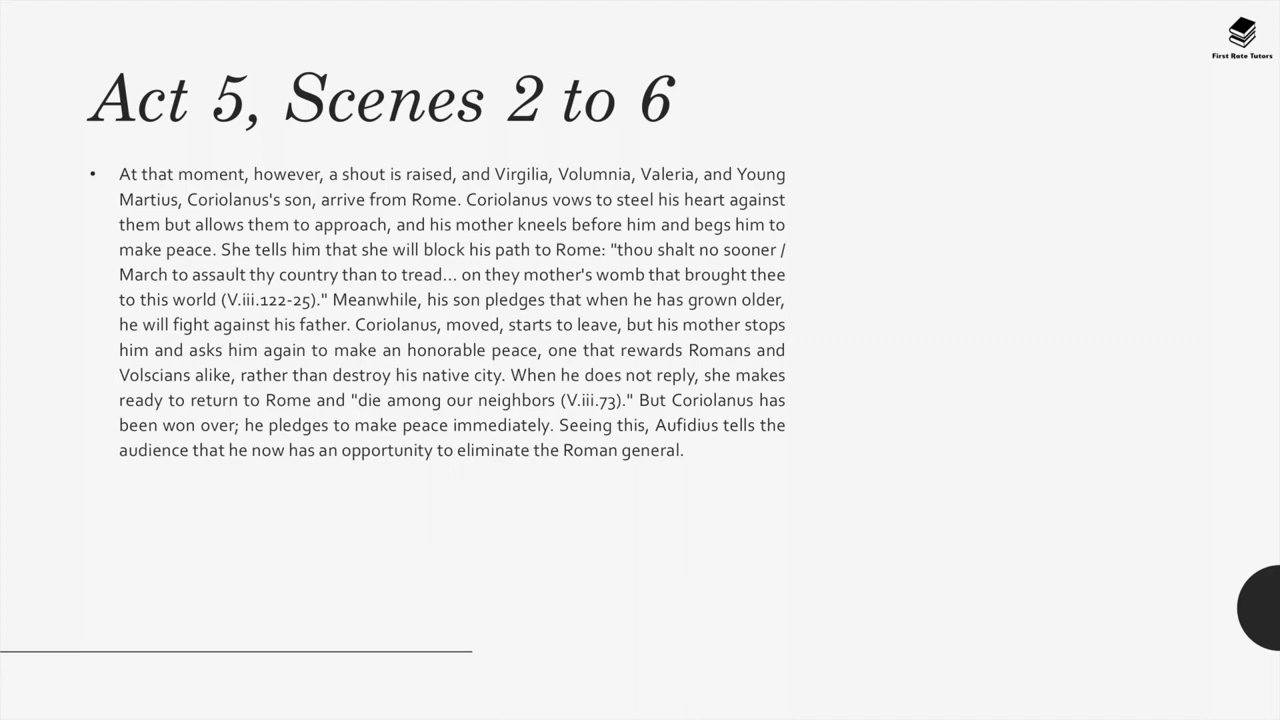 First Rate Tutors
Act 5, Scenes 2 to 6
• At that moment, however, a shout is raised, and Virgilia, Volumnia, Valeria, and Young
Martius, Coriolanus's son, arrive from Rome. Coriolanus vows to steel his heart against
them but allows them to approach, and his mother kneels before him and begs him to
make peace. She tells him that she will block his path to Rome: "thou shalt no sooner /
March to assault thy country than to tread... on they mother's womb that brought thee
to this world (V.iii.122-25)." Meanwhile, his son pledges that when he has grown older,
he will fight against his father. Coriolanus, moved, starts to leave, but his mother stops
him and asks him again to make an honorable peace, one that rewards Romans and
Volscians alike, rather than destroy his native city. When he does not reply, she makes
ready to return to Rome and "die among our neighbors (V.iii.73)." But Coriolanus has
been won over; he pledges to make peace immediately. Seeing this, Aufidius tells the
audience that he now has an opportunity to eliminate the Roman general.